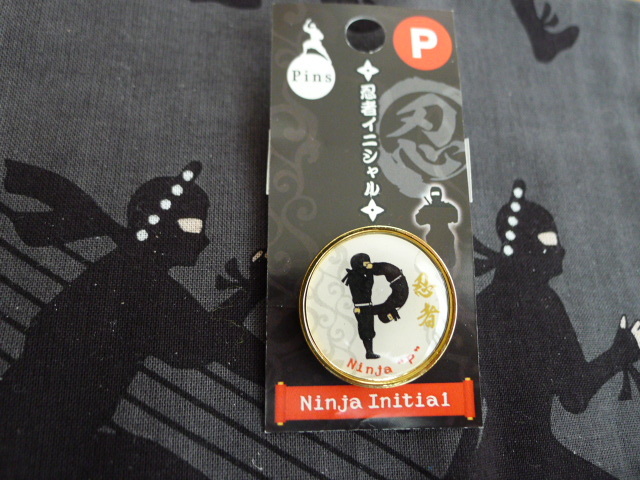 Pins
P
忍者イニシャル
忍
忍者
Ninja "P"
Ninja Initial